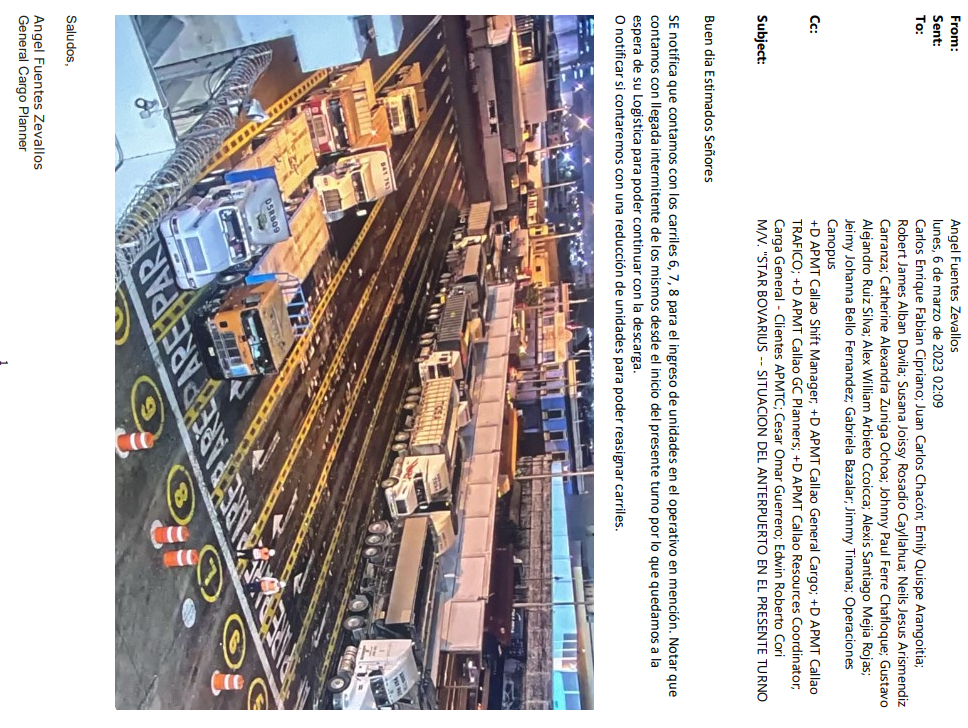 From: Angel Fuentes Zevallos
Sent: lunes, 6 de marzo de 2023 02:09
To: Carlos Enrique Fabian Cipriano; Juan Carlos Chacón; Emily Quispe Arangoitia;
Robert James Alban Davila; Susana Joissy Rosadio Cayllahua; Neils Jesus Arismendiz
Carranza; Catherine Alexandra Zuniga Ochoa; Johnny Paul Ferre Chafloque; Gustavo
Alejandro Ruiz Silva; Alex William Arbieto Ccoicca; Alexis Santiago Mejia Rojas;
Jeimy Johanna Bello Fernandez; Gabriela Bazalar; Jimmy Timana; Operaciones
Canopus
Cc: +D APMT Callao Shift Manager; +D APMT Callao General Cargo; +D APMT Callao
TRAFICO; +D APMT Callao GC Planners; +D APMT Callao Resources Coordinator;
Carga General - Clientes APMTC; Cesar Omar Guerrero; Edwin Roberto Cori
Subject: M/V. "STAR BOVARIUS -- SITUACION DEL ANTERPUERTO EN EL PRESENTE TURNO
Buen dia Estimados Señores
SE notifica que contamos con los carriles 6, 7, 8 para el ingreso de unidades en el operativo en mención. Notar que
contamos con llegada intermitente de los mismos desde el inicio del presente turno por lo que quedamos a la
espera de su Logistica para poder continuar con la descarga.
O notificar si contaremos con una reducción de unidades para poder reasignar carriles.
PARE
PARE
PARE
PARE
D5R809
9
8
7
6
5
Saludos,
Angel Fuentes Zevallos
General Cargo Planner
1